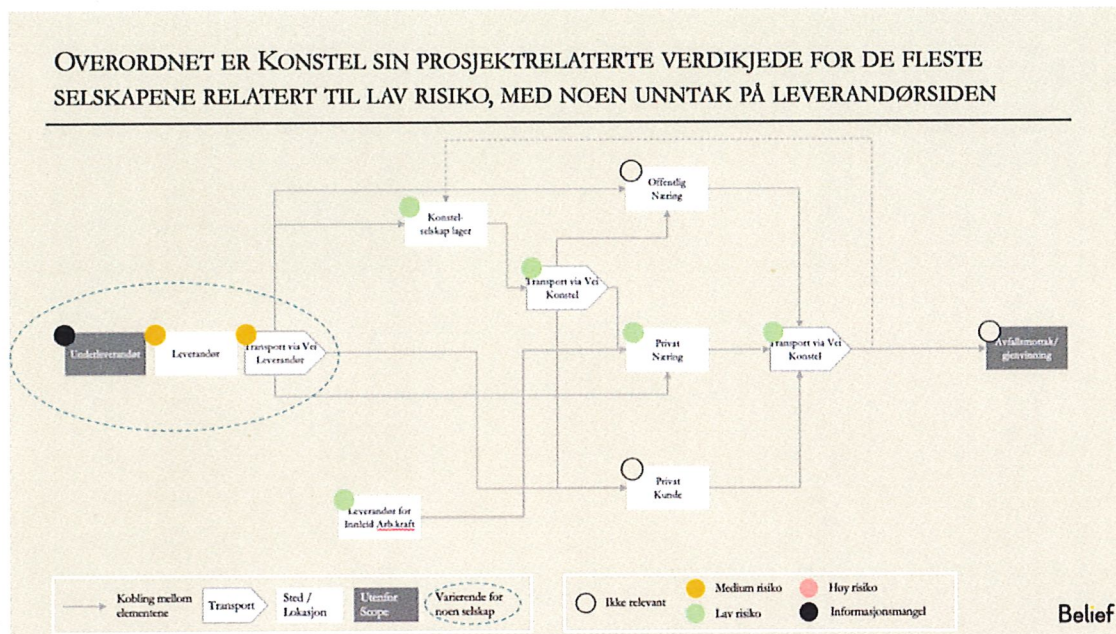 OVERORDNET ER KONSTEL SIN PROSJEKTRELATERTE VERDIKJEDE FOR DE FLESTE
SELSKAPENE RELATERT TIL LAV RISIKO, MED NOEN UNNTAK PÅ LEVERANDØRSIDEN
Offentlig
Næring
Konstel-
selskap lager
Transport via Vei
Konstel
Underleverandør
Leverandør
Transport via Vei
Leverandør
Privat
Næring
Transport via Vei
Konstel
Avfallsmottak/
gjenvinning
Privat
Kunde
Leverandør for
Innleid Arb.kraft
Kobling mellom
elementene
Transport
Sted /
Lokasjon
Utenfor
Scope
Varierende for
noen selskap
Ikke relevant
Medium risiko
Lav risiko
Høy risiko
Informasjonsmangel
Belief